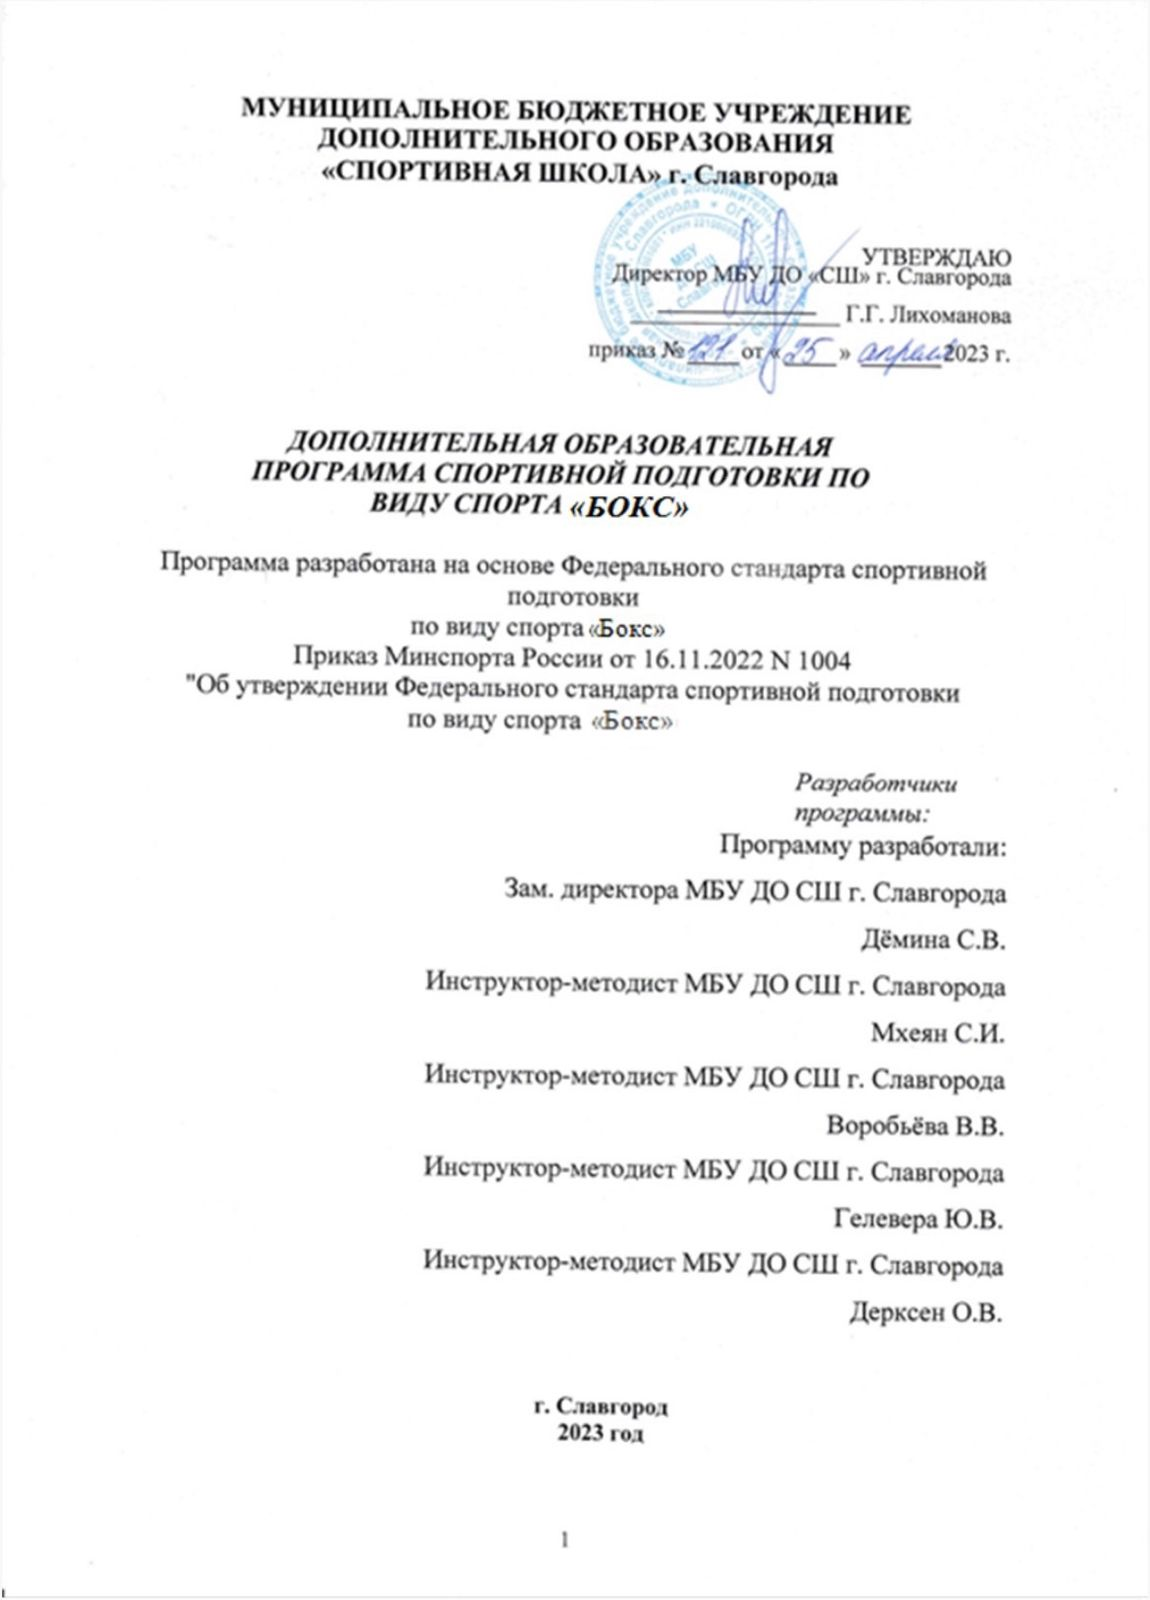 МУНИЦИПАЛЬНОЕ БЮДЖЕТНОЕ УЧРЕЖДЕНИЕ
ДОПОЛНИТЕЛЬНОГО ОБРАЗОВАНИЯ
«СПОРТИВНАЯ ШКОЛА» г. Славгорода
УТВЕРЖДАЮ
Директор МБУ ДО «СШ» г. Славгорода
Г.Г. Лихоманова
приказ № 121 от « 25 » апреля 2023 г.
ДОПОЛНИТЕЛЬНАЯ ОБРАЗОВАТЕЛЬНАЯ
ПРОГРАММА СПОРТИВНОЙ ПОДГОТОВКИ ПО
ВИДУ СПОРТА «БОКС»
Программа разработана на основе Федерального стандарта спортивной
подготовки
по виду спорта «Бокс»
Приказ Минспорта России от 16.11.2022 N 1004
"Об утверждении Федерального стандарта спортивной подготовки
по виду спорта «Бокс»
Разработчики
программы:
Программу разработали:
Зам. директора МБУ ДО СШ г. Славгорода
Дёмина С.В.
Инструктор-методист МБУ ДО СШ г. Славгорода
Мхеян С.И.
Инструктор-методист МБУ ДО СШ г. Славгорода
Воробьёва В.В.
Инструктор-методист МБУ ДО СШ г. Славгорода
Гелевера Ю.В.
Инструктор-методист МБУ ДО СШ г. Славгорода
Дерксен О.В.
г. Славгород
2023 год
1